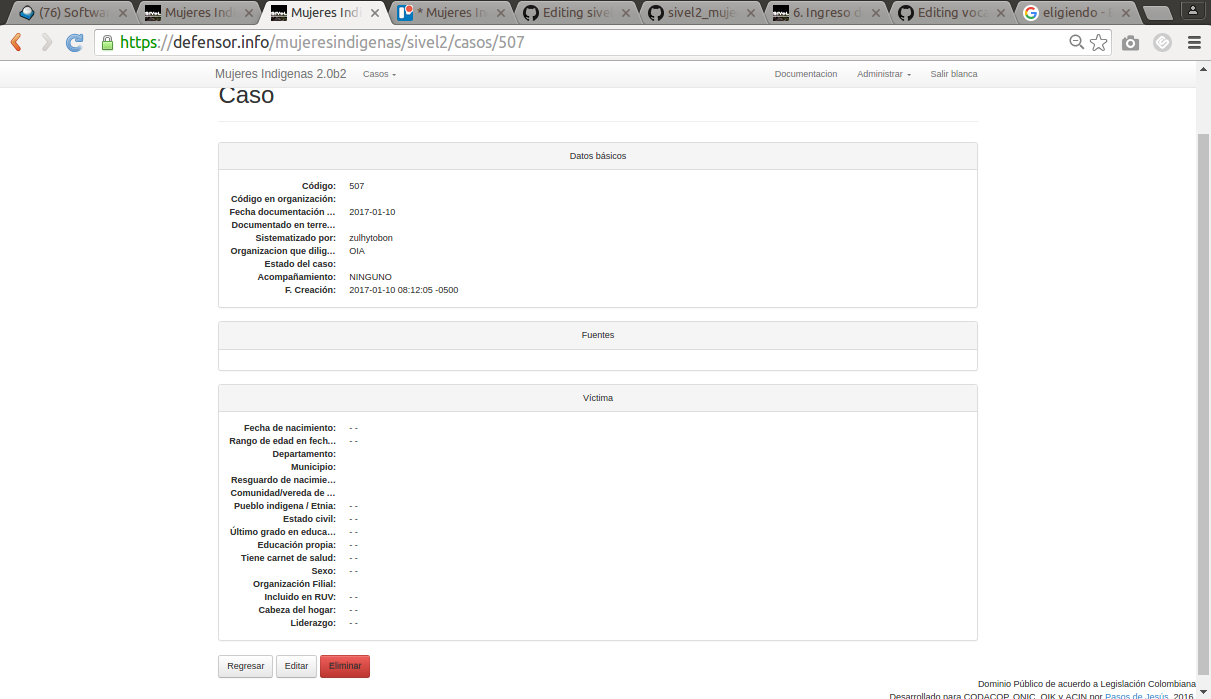 (76) Softwa
Mujeres Indi
Mujeres Indi
* Mujeres In
Editing sive
sivel2_muje
6. Ingreso d
Editing voca
eligiendo -
https://defensor.info/mujeresindigenas/sivel2/casos/507
Mujeres Indigenas 2.0b2 Casos Documentacion Administrar Salir blanca
Caso
Datos básicos
Código: 507
Código en organización:
Fecha documentación ... 2017-01-10
Documentado en terre...
Sistematizado por: zulhytobon
Organizacion que dilig... OIA
Estado del caso:
Acompañamiento: NINGUNO
F. Creación: 2017-01-10 08:12:05 -0500
Fuentes
Víctima
Fecha de nacimiento: - -
Rango de edad en fech... - -
Departamento:
Municipio:
Resguardo de nacimie...
Comunidad/vereda de ...
Pueblo indigena / Etnia: - -
Estado civil: - -
Último grado en educa... - -
Educación propia: - -
Tiene carnet de salud: - -
Sexo: - -
Organización Filial:
Incluido en RUV: - -
Cabeza del hogar: - -
Liderazgo: - -
Regresar Editar Eliminar
Dominio Público de acuerdo a Legislación Colombiana
Desarrollado para CODACOP, ONIC, OIK y ACIN por Pasos de Jesús. 2016